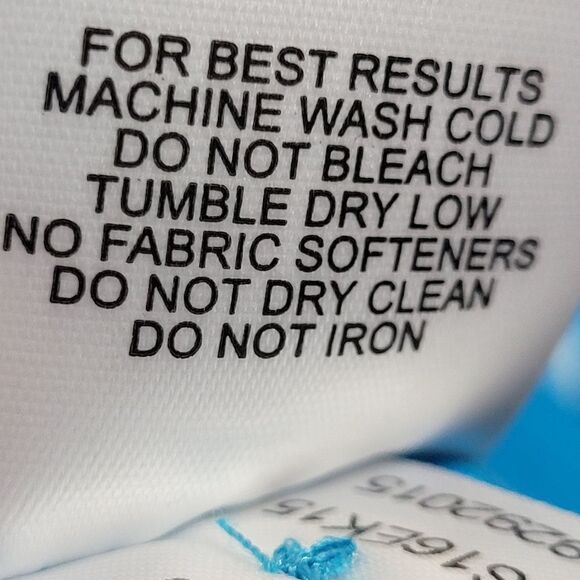 FOR BEST RESULTS
MACHINE WASH COLD
DO NOT BLEACH
TUMBLE DRY LOW
NO FABRIC SOFTENERS
DO NOT DRY CLEAN
DO NOT IRON